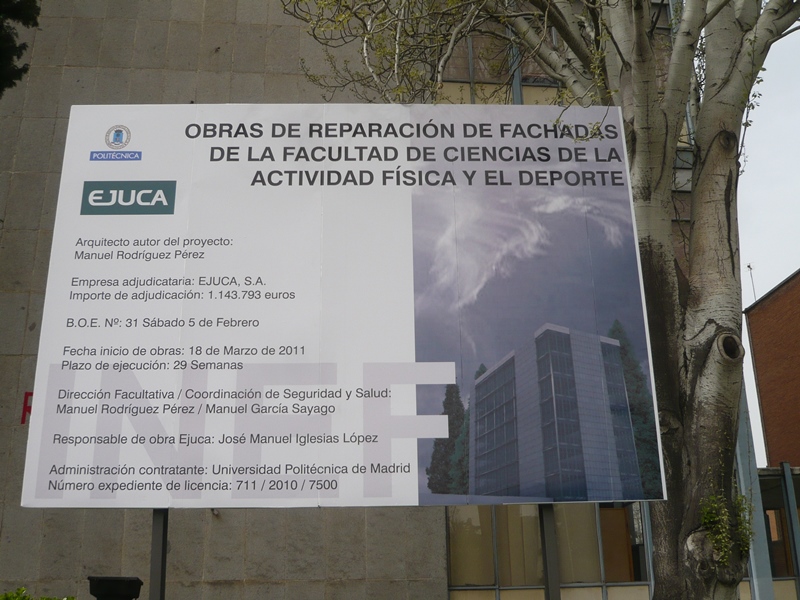 OBRAS DE REPARACIÓN DE FACHADAS
DE LA FACULTAD DE CIENCIAS DE LA
ACTIVIDAD FÍSICA Y EL DEPORTE
POLITÉCNICA
EJUCA
Arquitecto autor del proyecto:
Manuel Rodríguez Pérez
Empresa adjudicataria: EJUCA, S.A.
Importe de adjudicación: 1.143.793 euros
B.O.E. Nº: 31 Sábado 5 de Febrero
Fecha inicio de obras: 18 de Marzo de 2011
Plazo de ejecución: 29 Semanas
Dirección Facultativa / Coordinación de Seguridad y Salud:
Manuel Rodríguez Pérez / Manuel García Sayago
Responsable de obra Ejuca: José Manuel Iglesias López
Administración contratante: Universidad Politécnica de Madrid
Número expediente de licencia: 711 / 2010 / 7500
INEF